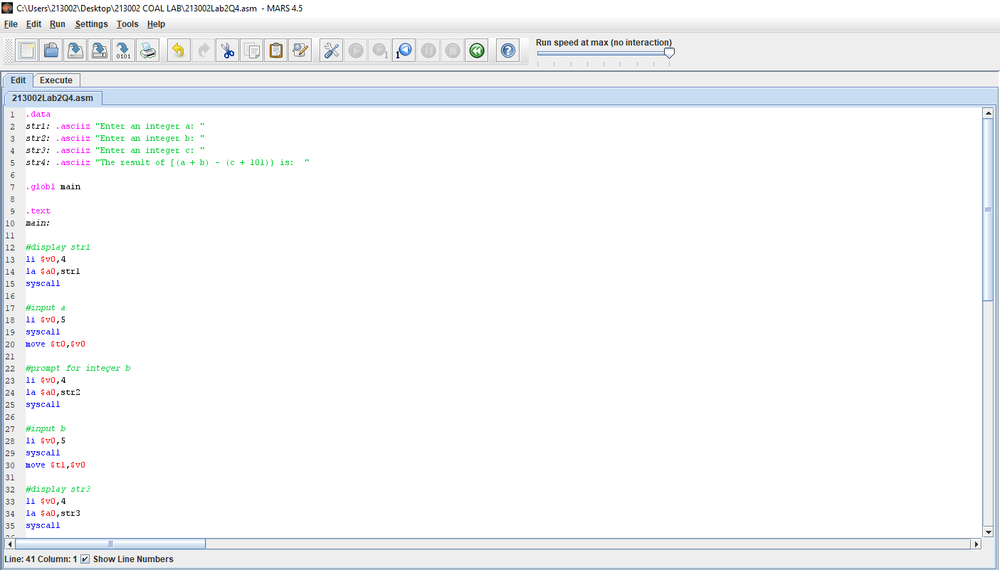 C:\Users\213002\Desktop\213002 COAL LAB\213002Lab2Q4.asm - MARS 4.5
File Edit Run Settings Tools Help
0101
1
1
Run speed at max (no interaction)
Edit Execute
213002Lab2Q4.asm
1 .data
2 str1: .asciiz "Enter an integer a: "
3 str2: .asciiz "Enter an integer b: "
4 str3: .asciiz "Enter an integer c: "
5 str4: .asciiz "The result of [(a + b) - (c + 101)} is:  "
6
7 .globl main
8
9 .text
10 main:
11
12 #display str1
13 li $v0,4
14 la $a0,str1
15 syscall
16
17 #input a
18 li $v0,5
19 syscall
20 move $t0,$v0
21
22 #prompt for integer b
23 li $v0,4
24 la $a0,str2
25 syscall
26
27 #input b
28 li $v0,5
29 syscall
30 move $t1,$v0
31
32 #display str3
33 li $v0,4
34 la $a0,str3
35 syscall
Line: 41 Column: 1 Show Line Numbers